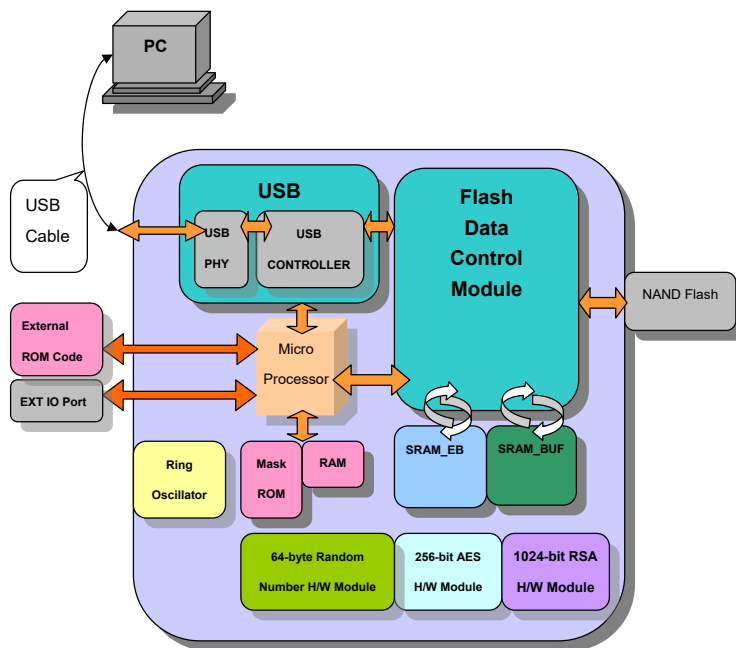 PC
USB
Cable
USB
USB
PHY
USB
CONTROLLER
Flash
Data
Control
Module
NAND Flash
External
ROM Code
EXT IO Port
Micro
Processor
Ring
Oscillator
Mask
ROM
RAM
SRAM_EB
SRAM_BUF
64-byte Random
Number H/W Module
256-bit AES
H/W Module
1024-bit RSA
H/W Module